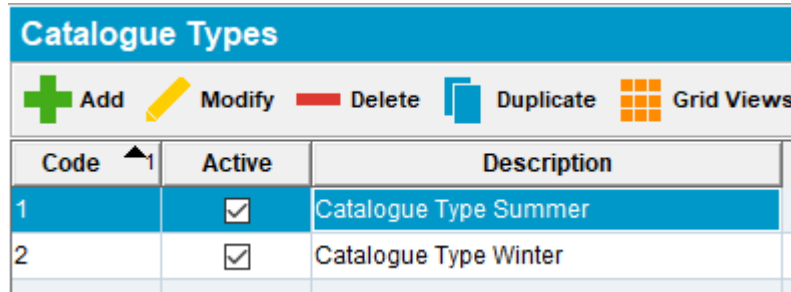 Catalogue Types
Add Modify Delete Duplicate Grid Views
Code 1 Active Description
1 Catalogue Type Summer
2 Catalogue Type Winter